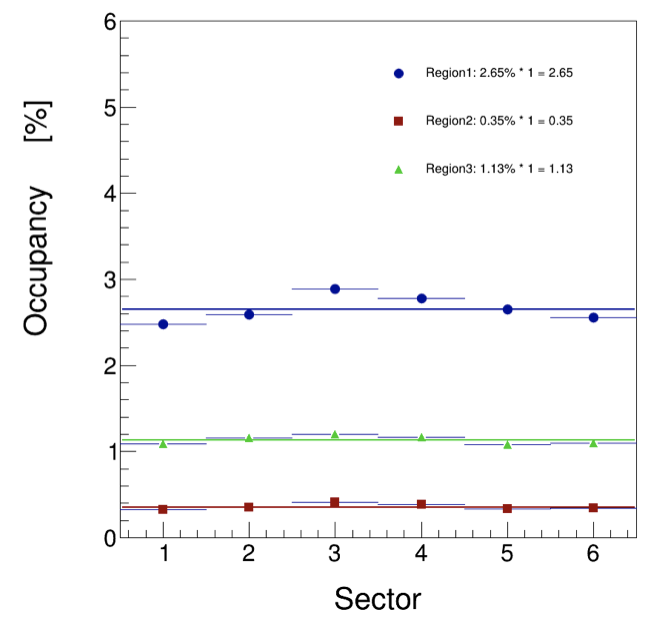 6
5
4
3
2
1
0
Occupancy [%]
Region1: 2.65% * 1 = 2.65
Region2: 0.35% * 1 = 0.35
Region3: 1.13% * 1 = 1.13
1 2 3 4 5 6
Sector